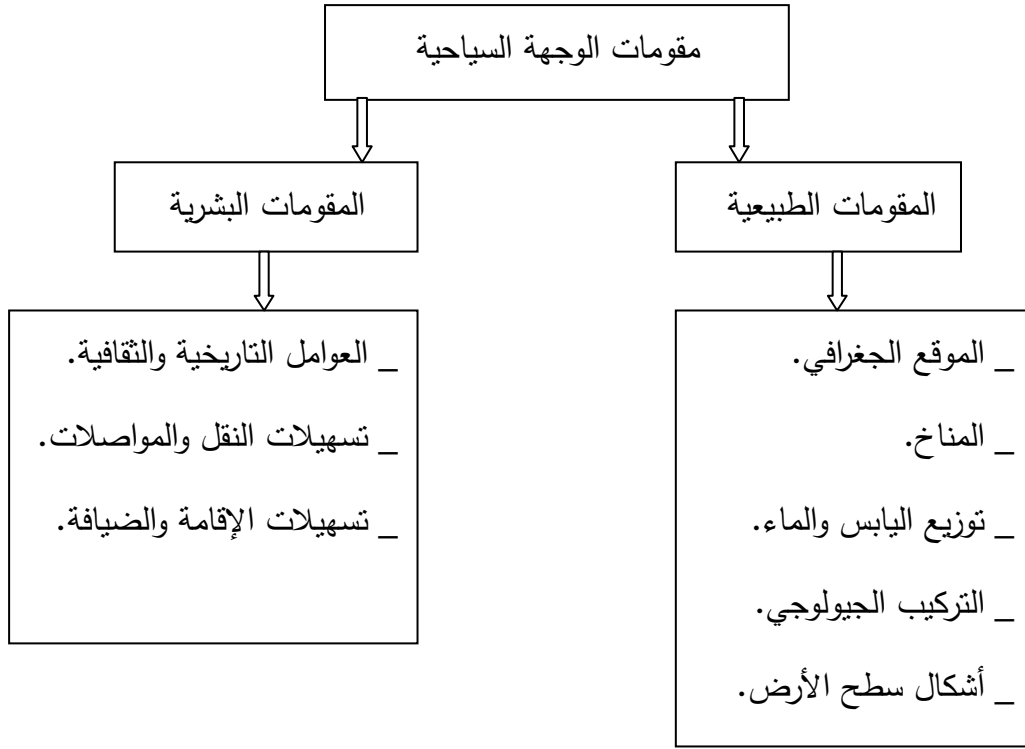 مقومات الوجهة السياحية
المقومات الطبيعية
المقومات البشرية
_ الموقع الجغرافي.
_ المناخ.
_ توزيع اليابس والماء.
_ التركيب الجيولوجي.
_ أشكال سطح الأرض.
_ العوامل التاريخية والثقافية.
_ تسهيلات النقل والمواصلات.
_ تسهيلات الإقامة والضيافة.